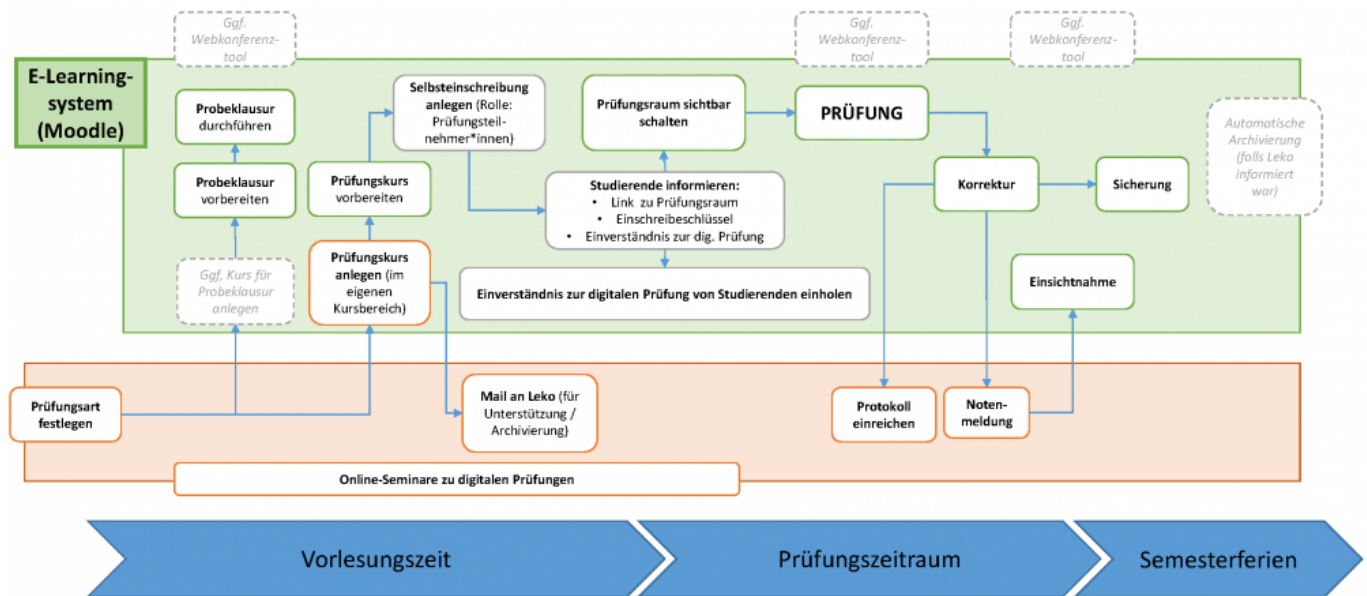 Ggf.
Webkonferenz-
tool
Ggf.
Webkonferenz-
tool
Ggf.
Webkonferenz-
tool
E-Learning-
system
(Moodle)
Probeklausur
durchführen
Selbsteinschreibung
anlegen (Rolle:
Prüfungsteil-
nehmer*innen)
Prüfungsraum sichtbar
schalten
PRÜFUNG
Automatische
Archivierung
(falls Leko
informiert
war)
Probeklausur
vorbereiten
Prüfungskurs
vorbereiten
Studierende informieren:
• Link zu Prüfungsraum
• Einschreibeschlüssel
• Einverständnis zur dig. Prüfung
Korrektur
Sicherung
Ggf, Kurs für
Probeklausur
anlegen
Prüfungskurs
anlegen (im
eigenen
Kursbereich)
Einverständnis zur digitalen Prüfung von Studierenden einholen
Einsichtnahme
Prüfungsart
festlegen
Mail an Leko (für
Unterstützung /
Archivierung)
Protokoll
einreichen
Noten-
meldung
Online-Seminare zu digitalen Prüfungen
Vorlesungszeit
Prüfungszeitraum
Semesterferien